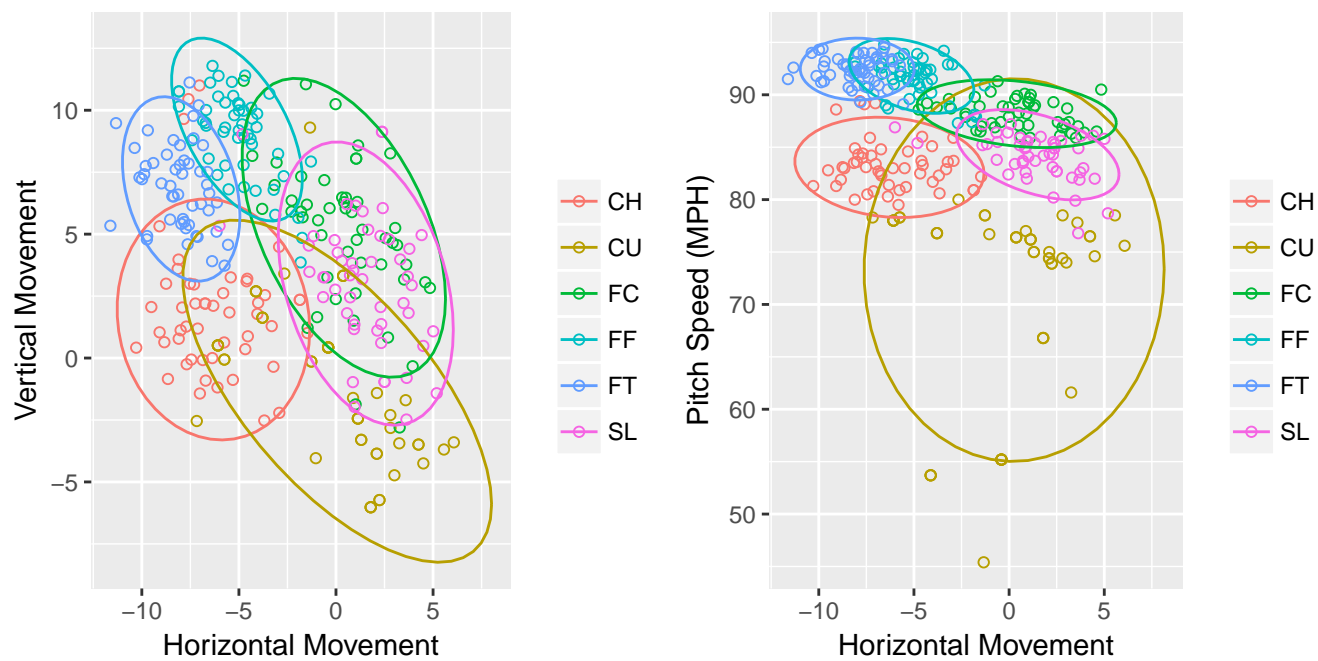 Vertical Movement
10
5
0
−5
−10
−5
0
5
Horizontal Movement
CH
CU
FC
FF
FT
SL
Pitch Speed (MPH)
90
80
70
60
50
−10
−5
0
5
Horizontal Movement
CH
CU
FC
FF
FT
SL